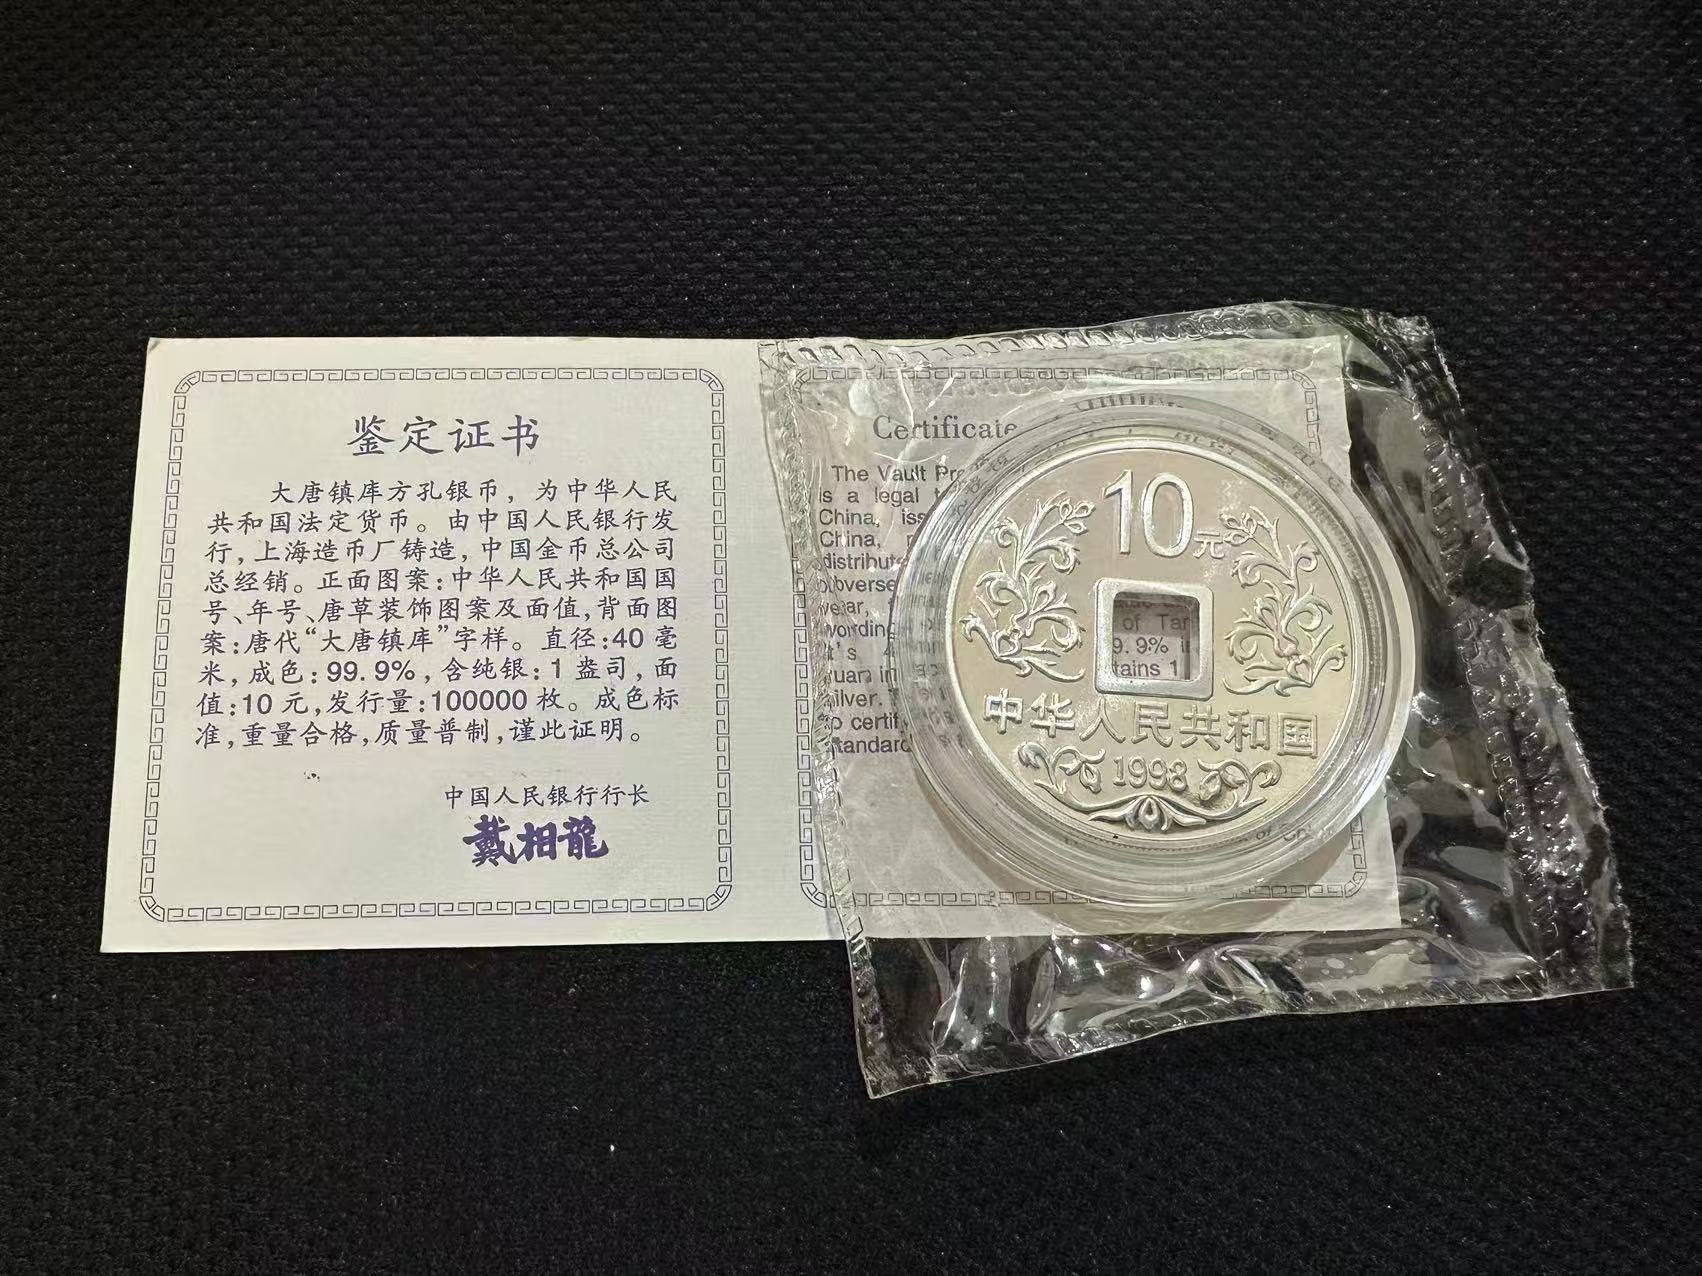 鉴定证书
大唐镇库方孔银币，为中华人民
共和国法定货币。由中国人民银行发
行，上海造币厂铸造，中国金币总公司
总经销。正面图案：中华人民共和国国
号、年号、唐草装饰图案及面值，背面图
案：唐代“大唐镇库”字样。直径：40毫
米，成色：99.9%，含纯银：1盎司，面
值：10元，发行量：100000枚。成色标
准，重量合格，质量普制，谨此证明。
中国人民银行行长
戴相龍
Certificate
The Vault
is a legal
China,
China,
distribute
obverse
year,
wording
it's
yuan in
silver.
to certif
standard
of Tan
9.9%
tains 1
10元
中华人民共和国
1998